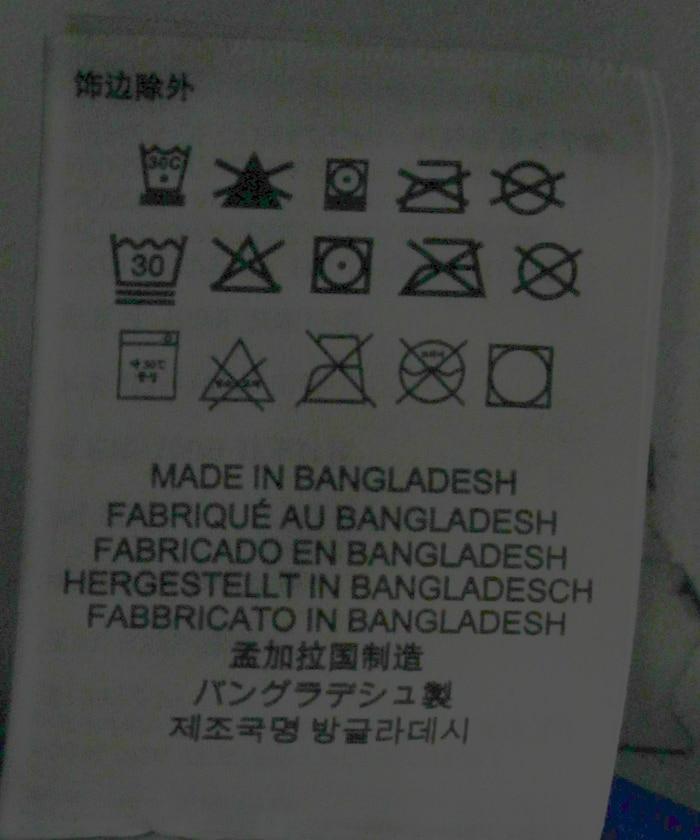 饰边除外
30C
30
MADE IN BANGLADESH
FABRIQUÉ AU BANGLADESH
FABRICADO EN BANGLADESH
HERGESTELLT IN BANGLADESCH
FABBRICATO IN BANGLADESH
孟加拉国制造
バングラデシュ製
제조국명 방글라데시